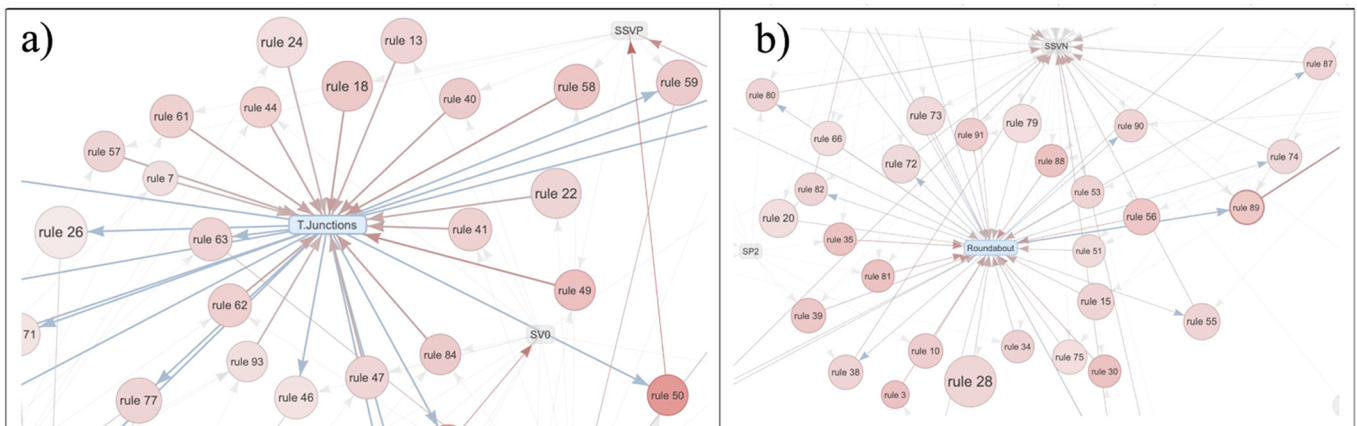 a)
SSVP
rule 24
rule 13
rule 18
rule 58
rule 59
rule 44
rule 40
rule 61
rule 57
rule 7
rule 22
T.Junctions
rule 26
rule 63
rule 41
rule 49
rule 62
71
SV0
rule 93
rule 84
rule 47
rule 46
rule 77
rule 50
b)
SSVN
rule 87
rule 80
rule 73
rule 79
rule 90
rule 91
rule 66
rule 72
rule 88
rule 74
rule 82
rule 53
rule 20
rule 56
rule 89
rule 35
SP2
Roundabout
rule 51
rule 81
rule 15
rule 39
rule 55
rule 10
rule 34
rule 75
rule 38
rule 28
rule 30
rule 3